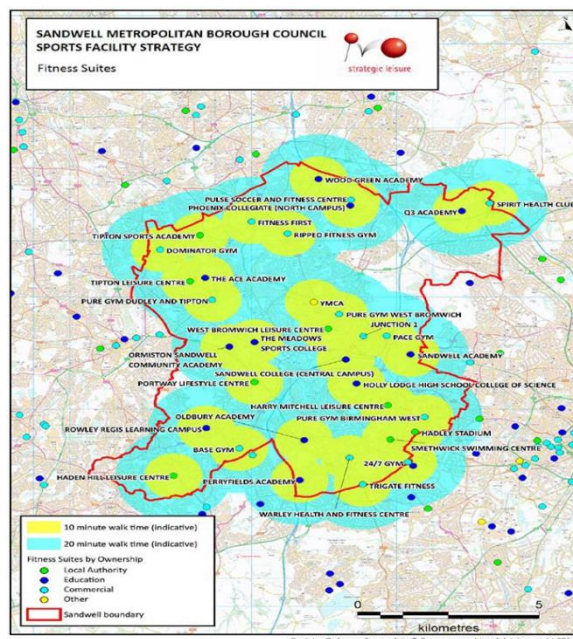 SANDWELL METROPOLITAN BOROUGH COUNCIL
SPORTS FACILITY STRATEGY
Fitness Suites
strategic leisure
WOOD GREEN ACADEMY
PULSE SOCCER AND FITNESS CENTRE
PHOENIX COLLEGIATE (NORTH CAMPUS)
Q3 ACADEMY
SPIRIT HEALTH CLUB
FITNESS FIRST
TIPTON SPORTS ACADEMY
RIPPED FITNESS GYM
DOMINATOR GYM
TIPTON LEISURE CENTRE
THE ACE ACADEMY
PURE GYM DUDLEY AND TIPTON
YMCA
PURE GYM WEST BROMWICH
JUNCTION 1
WEST BROMWICH LEISURE CENTRE
PACE GYM
THE MEADOWS
SPORTS COLLEGE
ORMISTON SANDWELL
COMMUNITY ACADEMY
SANDWELL ACADEMY
SANDWELL COLLEGE (CENTRAL CAMPUS)
PORTWAY LIFESTYLE CENTRE
HOLLY LODGE HIGH SCHOOL COLLEGE OF SCIENCE
HARRY MITCHELL LEISURE CENTRE
OLDBURY ACADEMY
PURE GYM BIRMINGHAM WEST
ROWLEY REGIS LEARNING CAMPUS
HADLEY STADIUM
SMETHWICK SWIMMING CENTRE
BASE GYM
24/7 GYM
HADEN HILL LEISURE CENTRE
PERRYFIELDS ACADEMY
TRIGATE FITNESS
WARLEY HEALTH AND FITNESS CENTRE
10 minute walk time (indicative)
20 minute walk time (indicative)
Fitness Suites by Ownership
Local Authority
Education
Commercial
Other
Sandwell boundary
0 5
kilometres